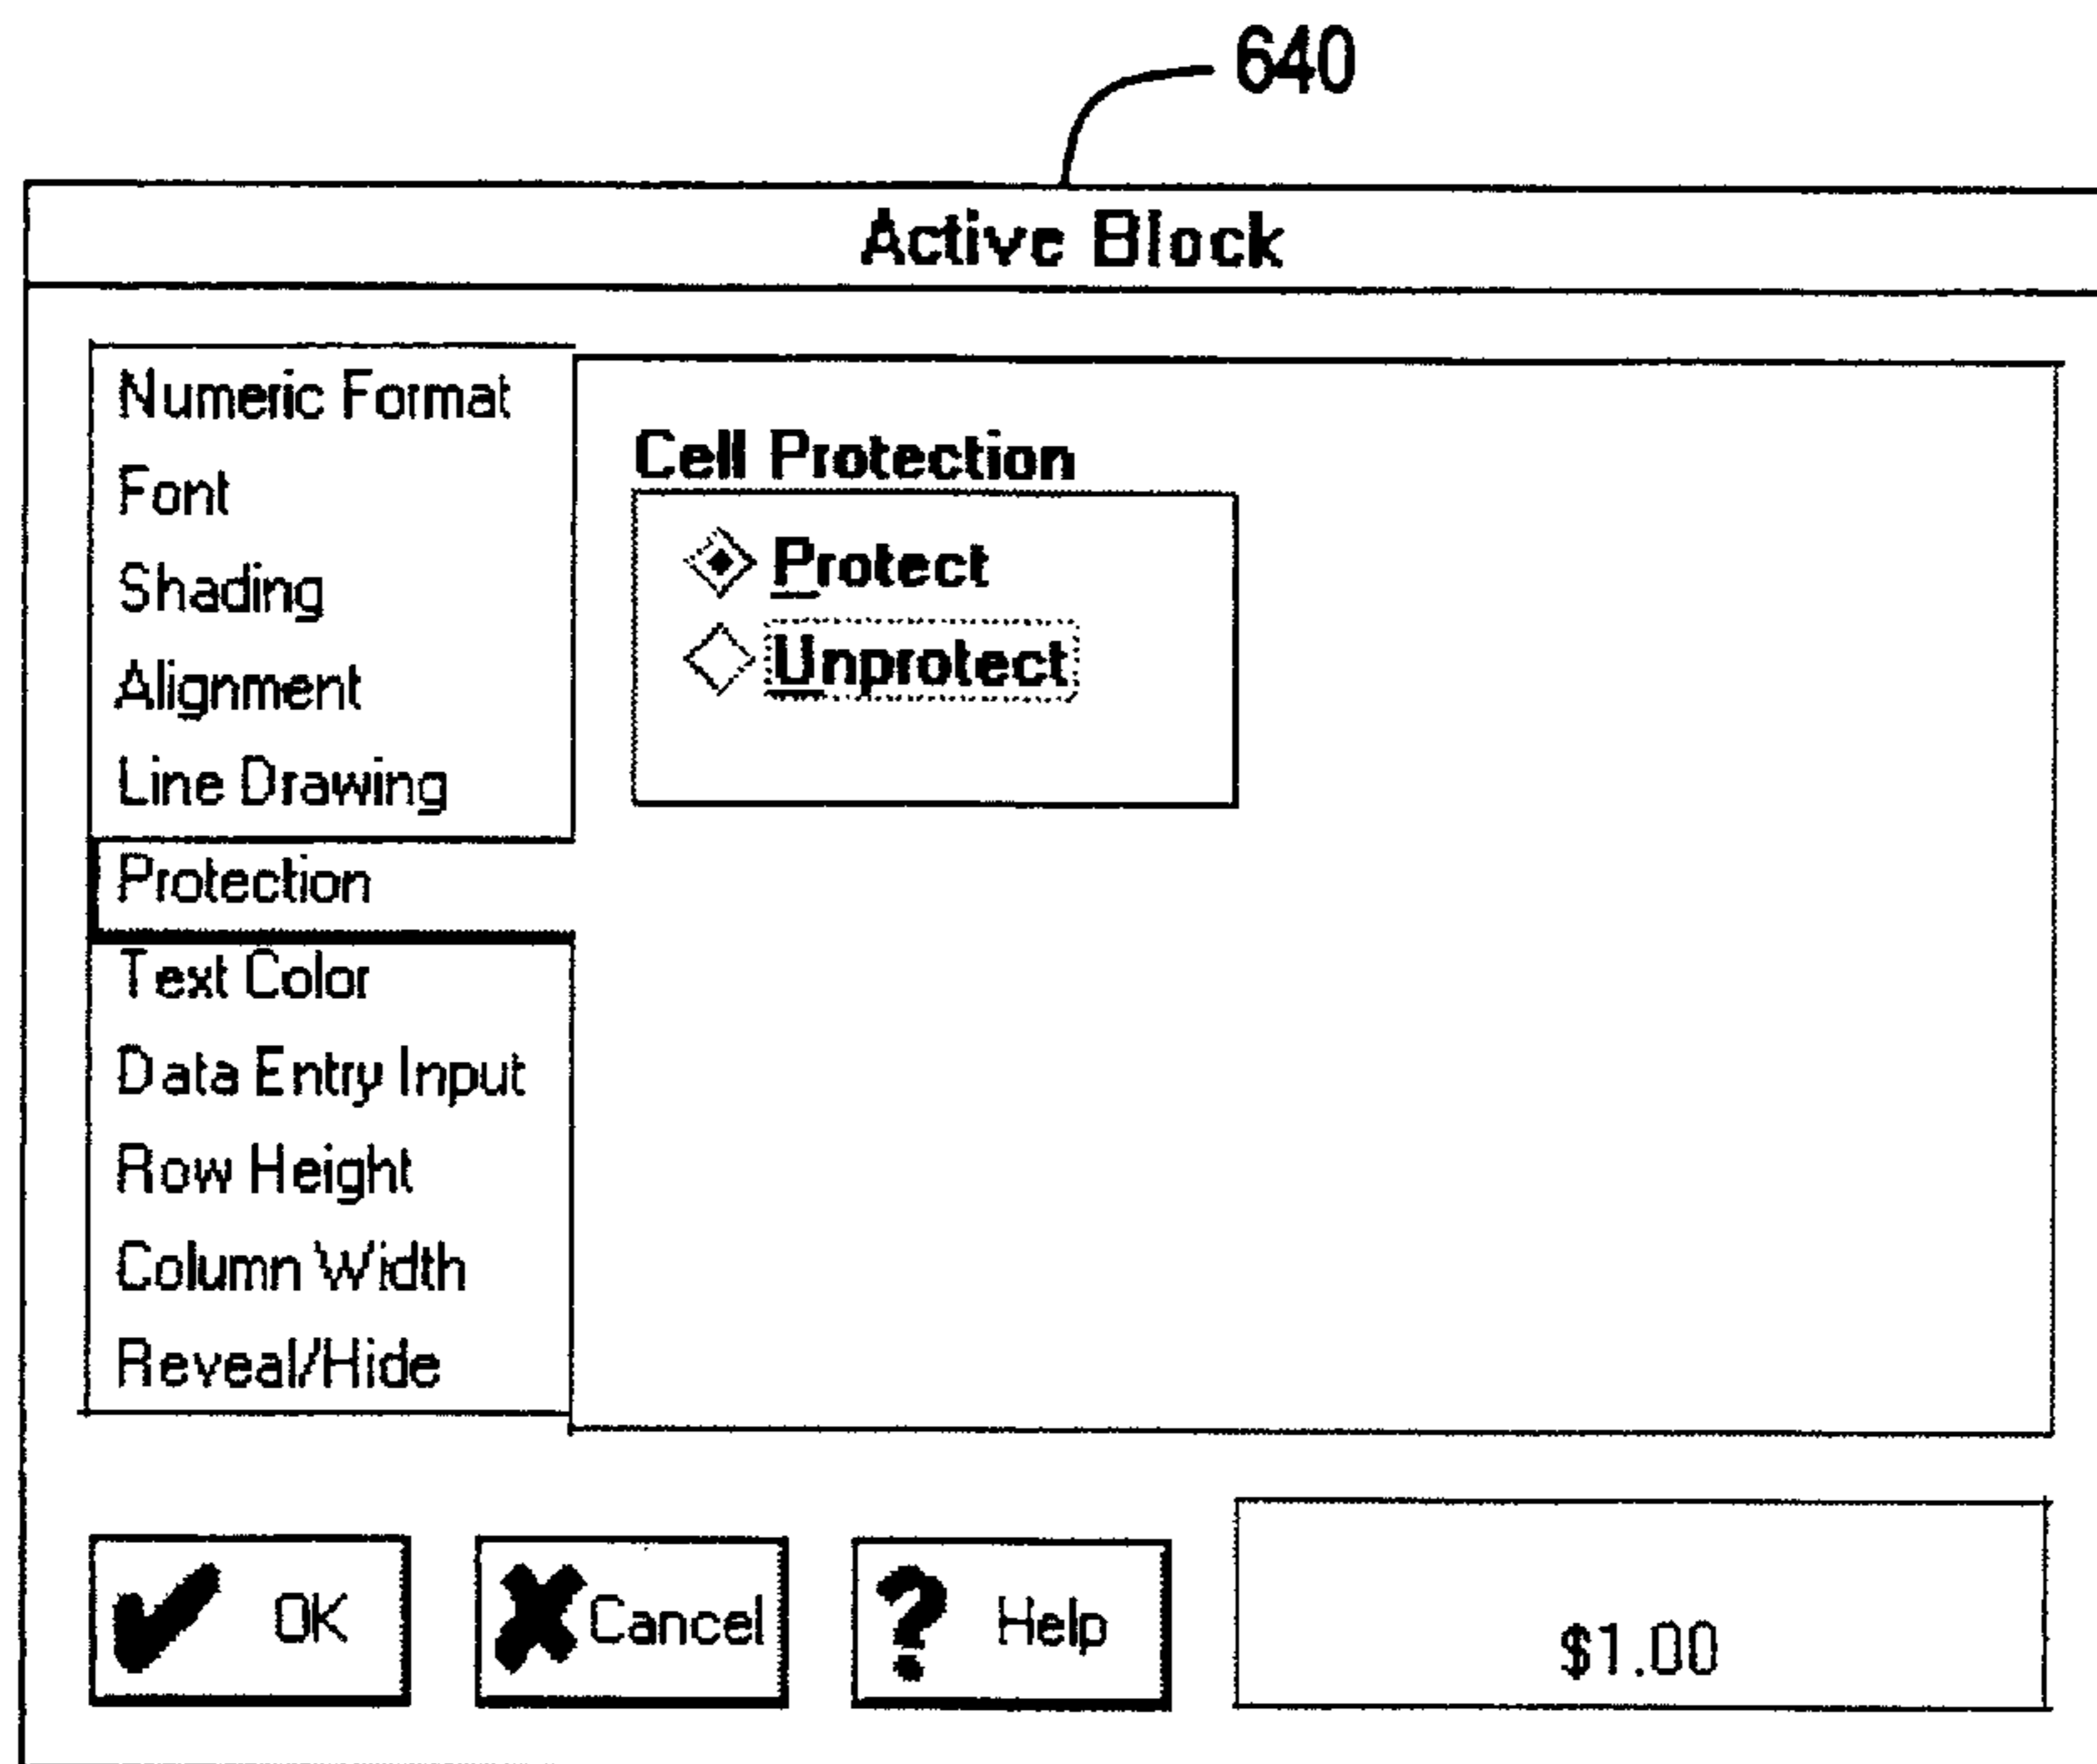 640
Active Block
Numeric Format
Font
Shading
Alignment
Line Drawing
Protection
Text Color
Data Entry Input
Row Height
Column Width
Reveal/Hide
Cell Protection
Protect
Unprotect
OK
Cancel
? Help
$1.00